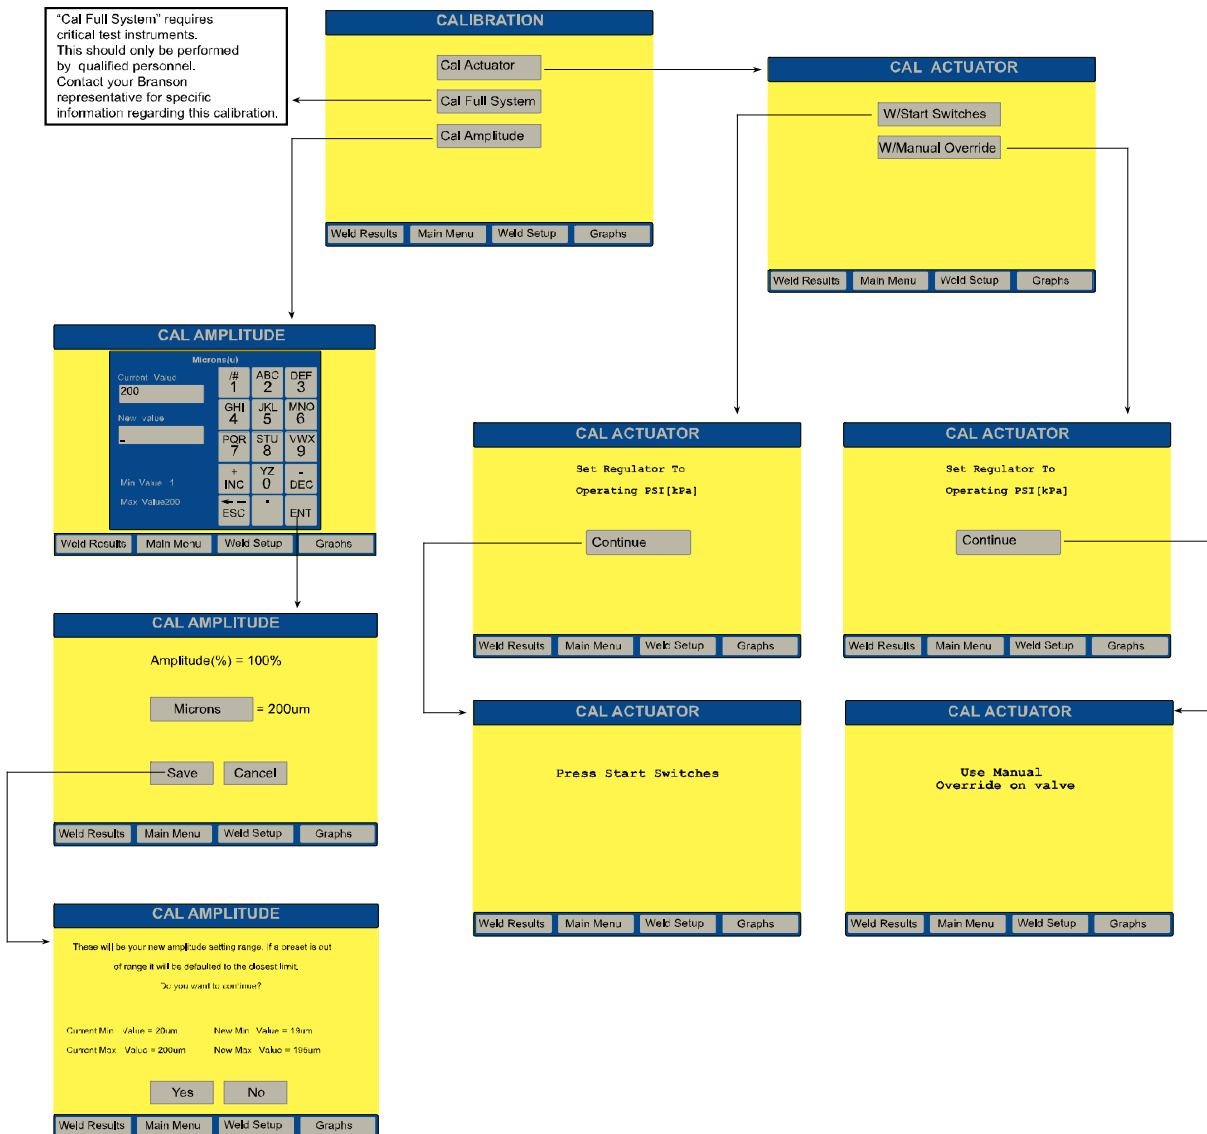 "Cal Full System" requires
critical test instruments.
This should only be performed
by qualified personnel.
Contact your Branson
representative for specific
information regarding this calibration.
CALIBRATION
Cal Actuator
Cal Full System
Cal Amplitude
Weld Results Main Menu Weld Setup Graphs
CAL ACTUATOR
W/Start Switches
W/Manual Override
Weld Results Main Menu Weld Setup Graphs
CAL AMPLITUDE
Microns(u)
Current Value
200
New value
_
Min Value 1
Max Value200
/# ABC DEF
1 2 3
GHI JKL MNO
4 5 6
PQR STU VWX
7 8 9
+ YZ -
INC 0 DEC
ESC . ENT
Weld Results Main Menu Weld Setup Graphs
CAL ACTUATOR
Set Regulator To
Operating PSI[kPa]
Continue
Weld Results Main Menu Weld Setup Graphs
CAL ACTUATOR
Set Regulator To
Operating PSI[kPa]
Continue
Weld Results Main Menu Weld Setup Graphs
CAL AMPLITUDE
Amplitude(%) = 100%
Microns = 200um
Save Cancel
Weld Results Main Menu Weld Setup Graphs
CAL ACTUATOR
Press Start Switches
Weld Results Main Menu Weld Setup Graphs
CAL ACTUATOR
Use Manual
Override on valve
Weld Results Main Menu Weld Setup Graphs
CAL AMPLITUDE
These will be your new amplitude setting range. If a preset is out
of range it will be defaulted to the closest limit.
Do you want to continue?
Current Min Value = 20um New Min Value = 19um
Current Max Value = 200um New Max Value = 195um
Yes No
Weld Results Main Menu Weld Setup Graphs